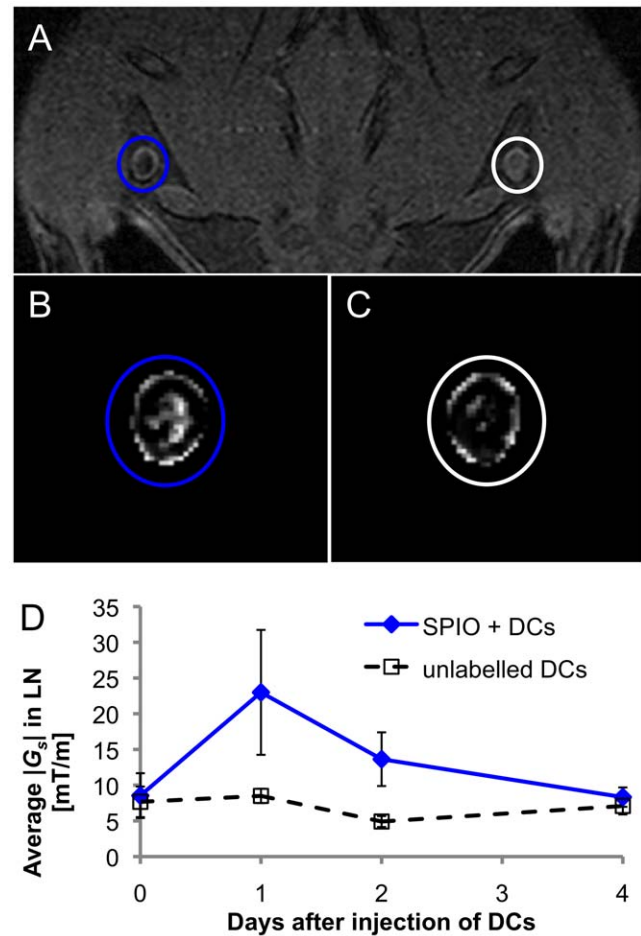 A
B
C
D
35
30
25
20
15
10
5
0
Average |Gₛ| in LN
[mT/m]
SPIO + DCs
unlabelled DCs
0 1 2 3 4
Days after injection of DCs